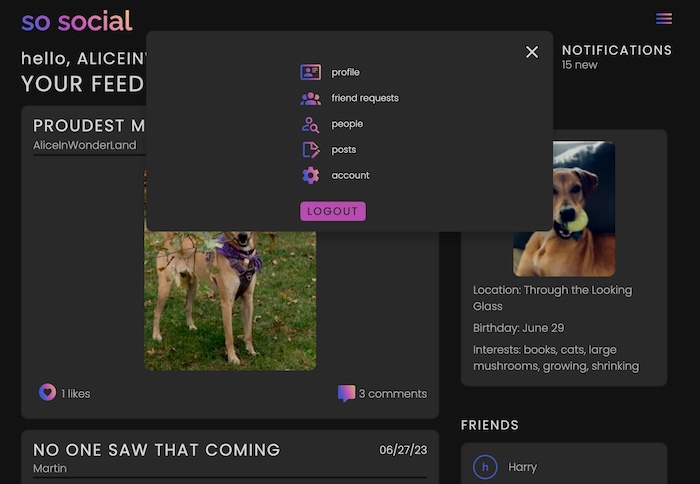 so social
hello, ALICEIN
YOUR FEED
NOTIFICATIONS
15 new
profile
friend requests
people
posts
account
LOGOUT
PROUDEST M
AliceInWonderLand
1 likes
3 comments
NO ONE SAW THAT COMING
06/27/23
Martin
Location: Through the Looking
Glass
Birthday: June 29
Interests: books, cats, large
mushrooms, growing, shrinking
FRIENDS
h
Harry